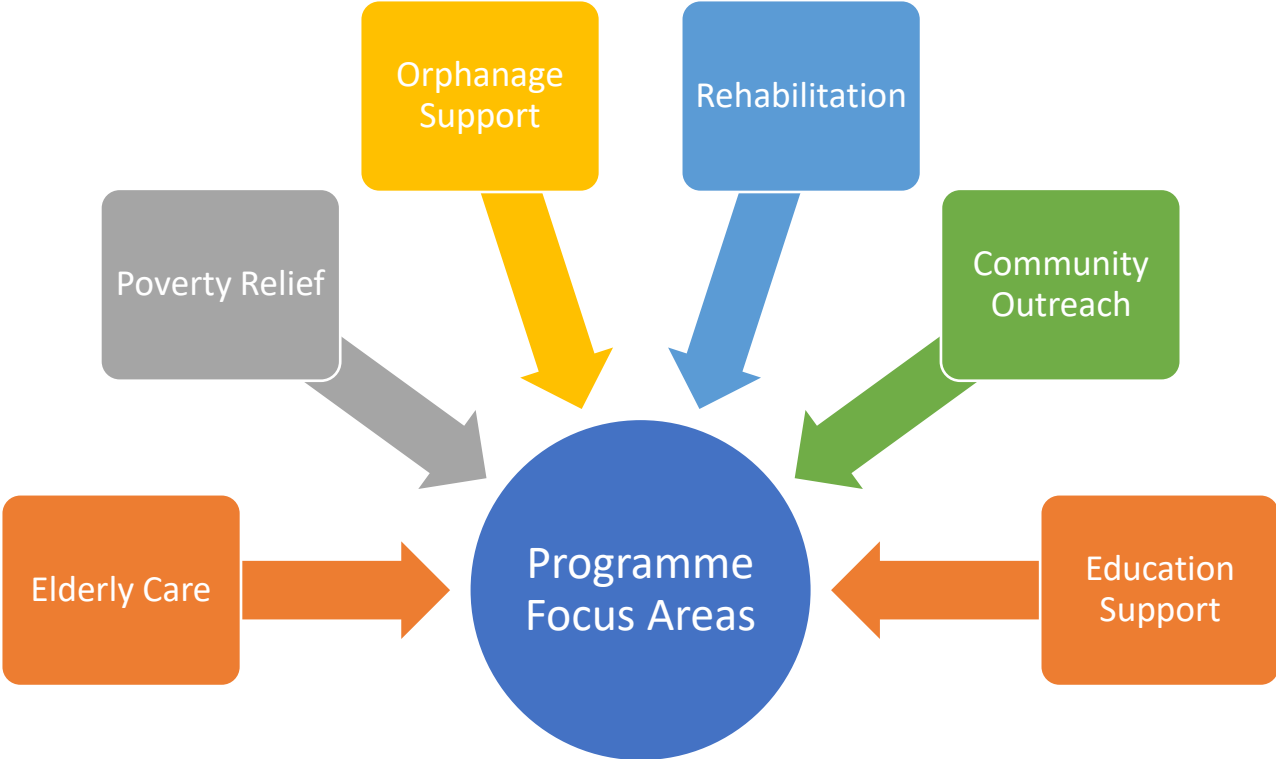 Orphanage
Support
Rehabilitation
Poverty Relief
Community
Outreach
Elderly Care
Programme
Focus Areas
Education
Support